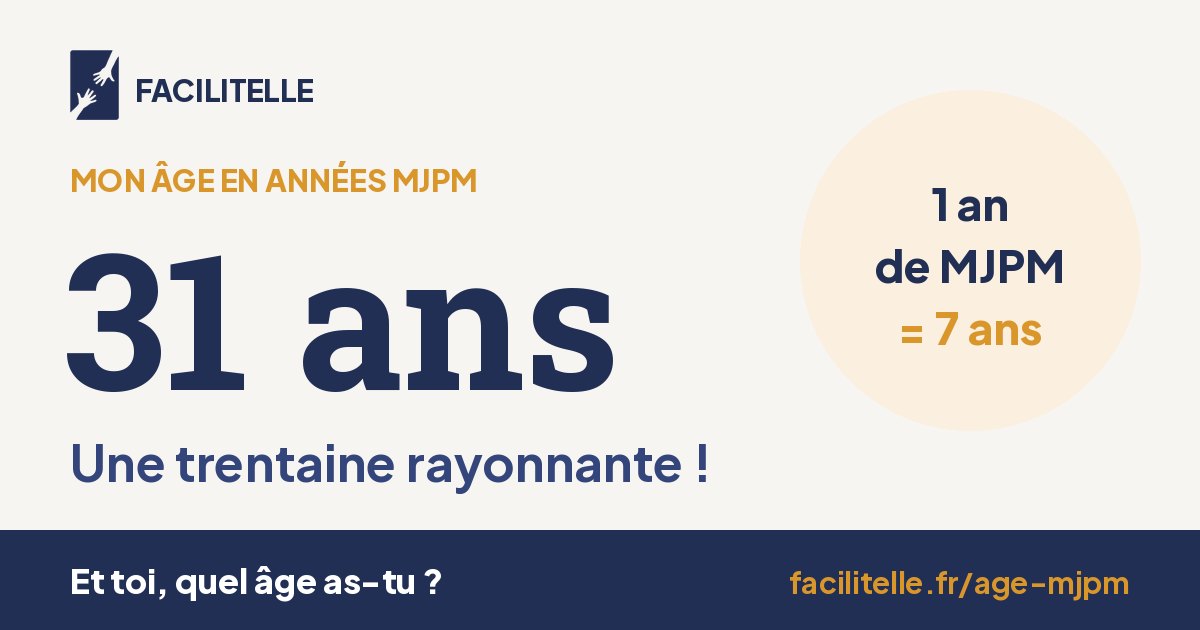 FACILITELLE
MON ÂGE EN ANNÉES MJPM
31 ans
Une trentaine rayonnante !
1 an
de MJPM
= 7 ans
Et toi, quel âge as-tu ?
facilitelle.fr/age-mjpm